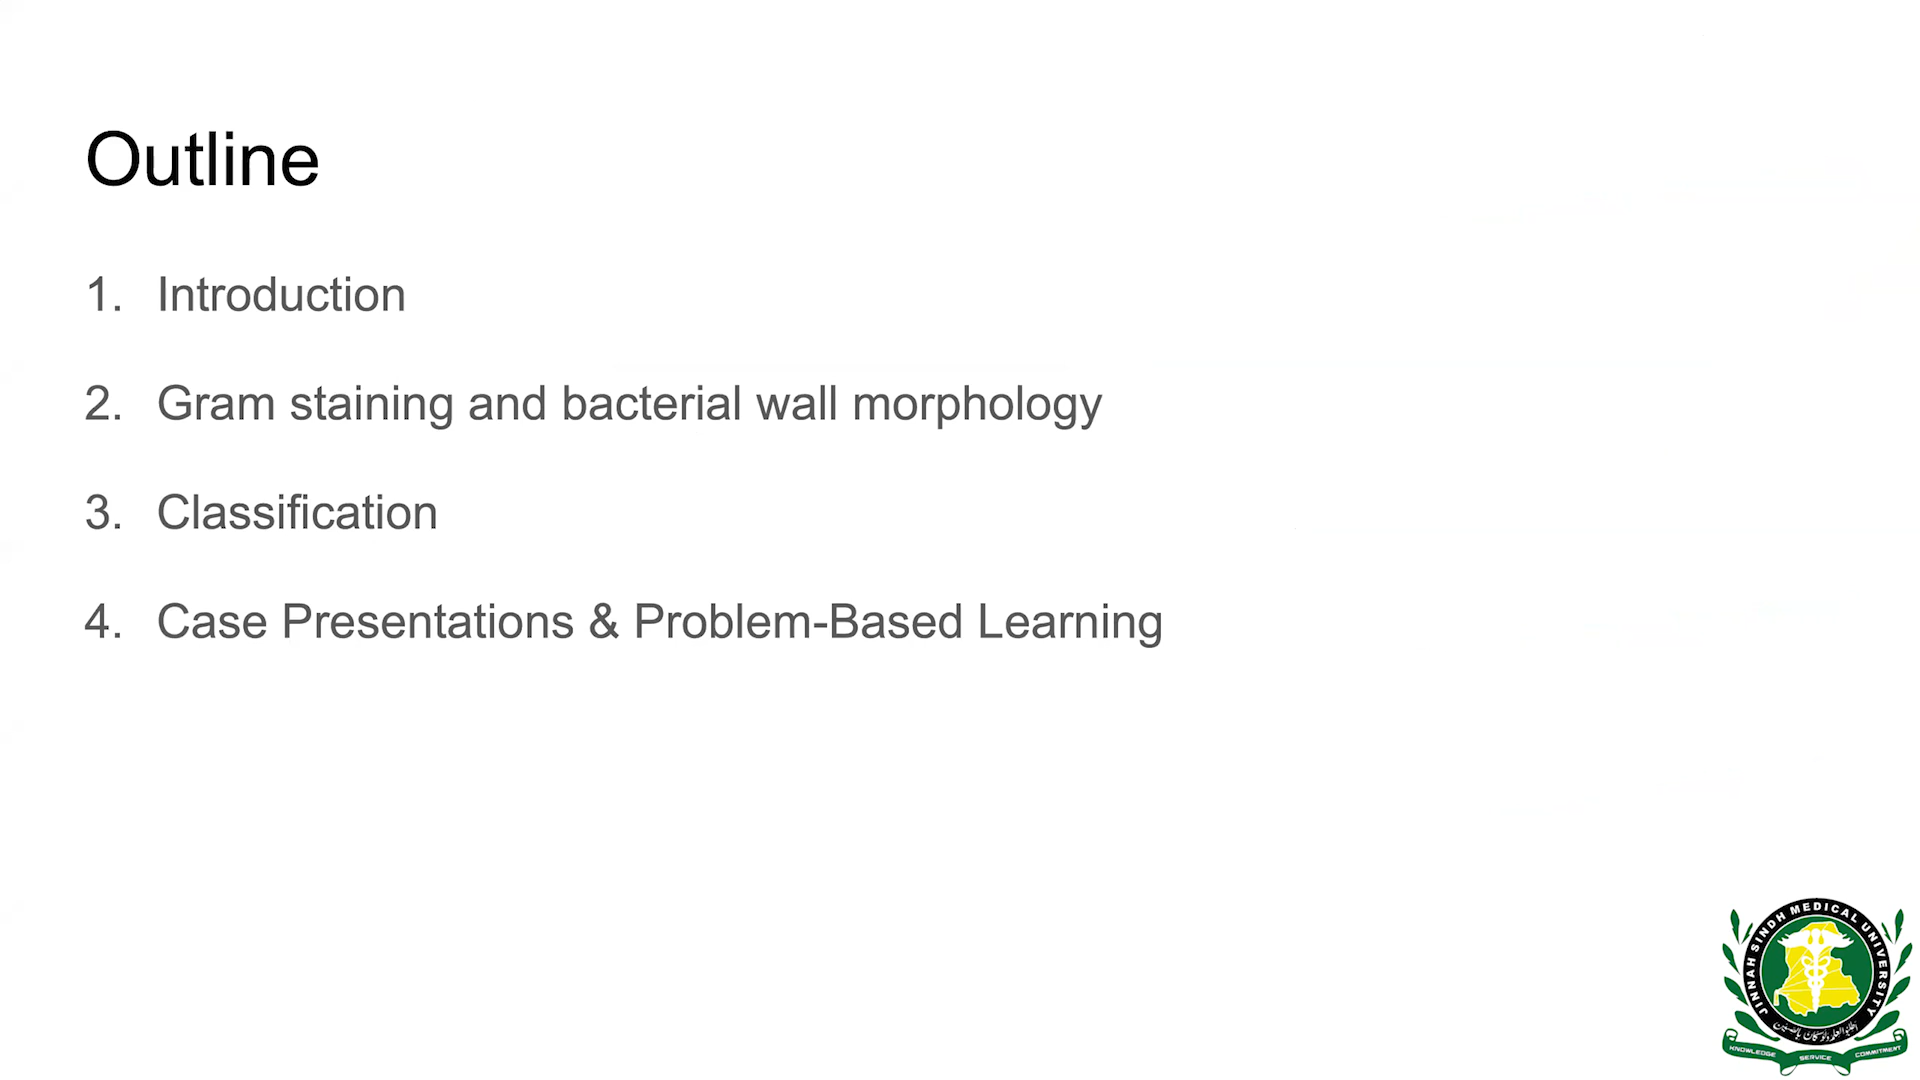 Outline
1. Introduction
2. Gram staining and bacterial wall morphology
3. Classification
4. Case Presentations & Problem-Based Learning
JINNAH SINDH MEDICAL UNIVERSITY
KNOWLEDGE SERVICE COMMITMENT